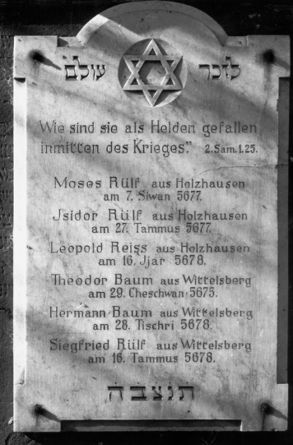 לזכר עולם
"Wie sind sie als Helden gefallen
inmitten des Krieges." 2.Sam.1.25.
Moses Rülf aus Holzhausen
am 7. Siwan 5677.
Jsidor Rülf aus Holzhausen
am 27. Tammus 5677.
Leopold Reiss aus Holzhausen
am 16. Jjar 5678.
Theodor Baum aus Wittelsberg
am 29. Cheschwan 5675.
Hermann Baum aus Wittelsberg
am 28. Tischri 5678.
Siegfried Rülf aus Wittelsberg
am 16. Tammus 5678.
תנצבה